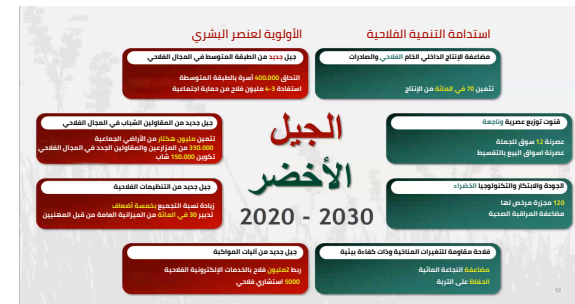 الأولوية لعنصر البشري
جيل جديد من الطبقة المتوسط في المجال الفلاحي
التحاق 400.000 أسرة بالطبقة المتوسطة
استفادة 3-4 مليون فلاح من حماية اجتماعية
جيل جديد من المقاولين الشباب في المجال الفلاحي
تثمين مليون هكتار من الأراضي الجماعية
350.000 من المزارعين والمقاولين الجدد في المجال الفلاحي
تكوين 150.000 شاب
جيل جديد من التنظيمات الفلاحية
زيادة نسبة التجميع بخمسة أضعاف
تدبير 30 في المائة من الميزانية العامة من قبل المهنيين
جيل جديد من آليات المواكبة
ربط 2مليون فلاح بالخدمات الإلكترونية الفلاحية
5000 استشاري فلاحي
الجيل
الأخضر
2020 - 2030
استدامة التنمية الفلاحية
مضاعفة الإنتاج الداخلي الخام الفلاحي والصادرات
تثمين 70 في المائة من الإنتاج
قنوت توزيع عصرية وناجعة
عصرنة 12 سوق للجملة
عصرنة اسواق البيع بالتقسيط
الجودة والابتكار والتكنولوجيا الخضراء
120 مجزرة مرخص لها
مضاعفة المراقبة الصحية
فلاحة مقاومة للتغيرات المناخية وذات كفاءة بيئية
مضاعفة النجاعة المائية
الحفاظ على التربة
10